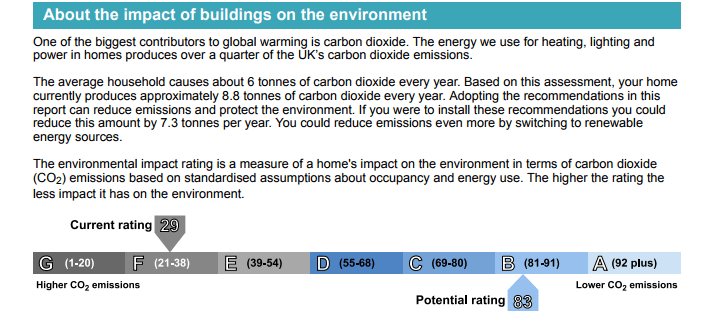 About the impact of buildings on the environment
One of the biggest contributors to global warming is carbon dioxide. The energy we use for heating, lighting and
power in homes produces over a quarter of the UK's carbon dioxide emissions.
The average household causes about 6 tonnes of carbon dioxide every year. Based on this assessment, your home
currently produces approximately 8.8 tonnes of carbon dioxide every year. Adopting the recommendations in this
report can reduce emissions and protect the environment. If you were to install these recommendations you could
reduce this amount by 7.3 tonnes per year. You could reduce emissions even more by switching to renewable
energy sources.
The environmental impact rating is a measure of a home's impact on the environment in terms of carbon dioxide
(CO₂) emissions based on standardised assumptions about occupancy and energy use. The higher the rating the
less impact it has on the environment.
Current rating 29
G (1-20) F (21-38) E (39-54) D (55-68) C (69-80) B (81-91) A (92 plus)
Higher CO₂ emissions Lower CO₂ emissions
Potential rating 83